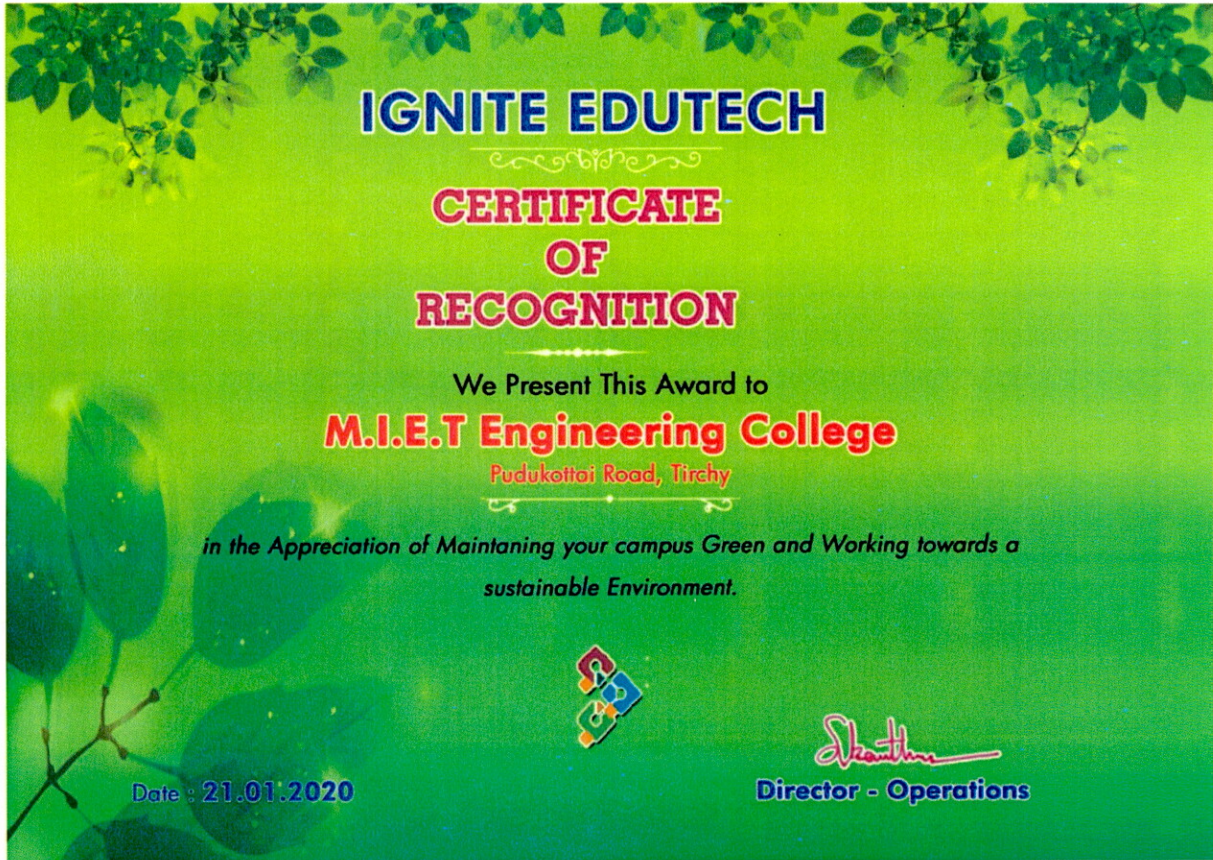 IGNITE EDUTECH
CERTIFICATE
OF
RECOGNITION
We Present This Award to
M.I.E.T Engineering College
Pudukottai Road, Tirchy
in the Appreciation of Maintaning your campus Green and Working towards a
sustainable Environment.
Date : 21.01.2020
Director - Operations